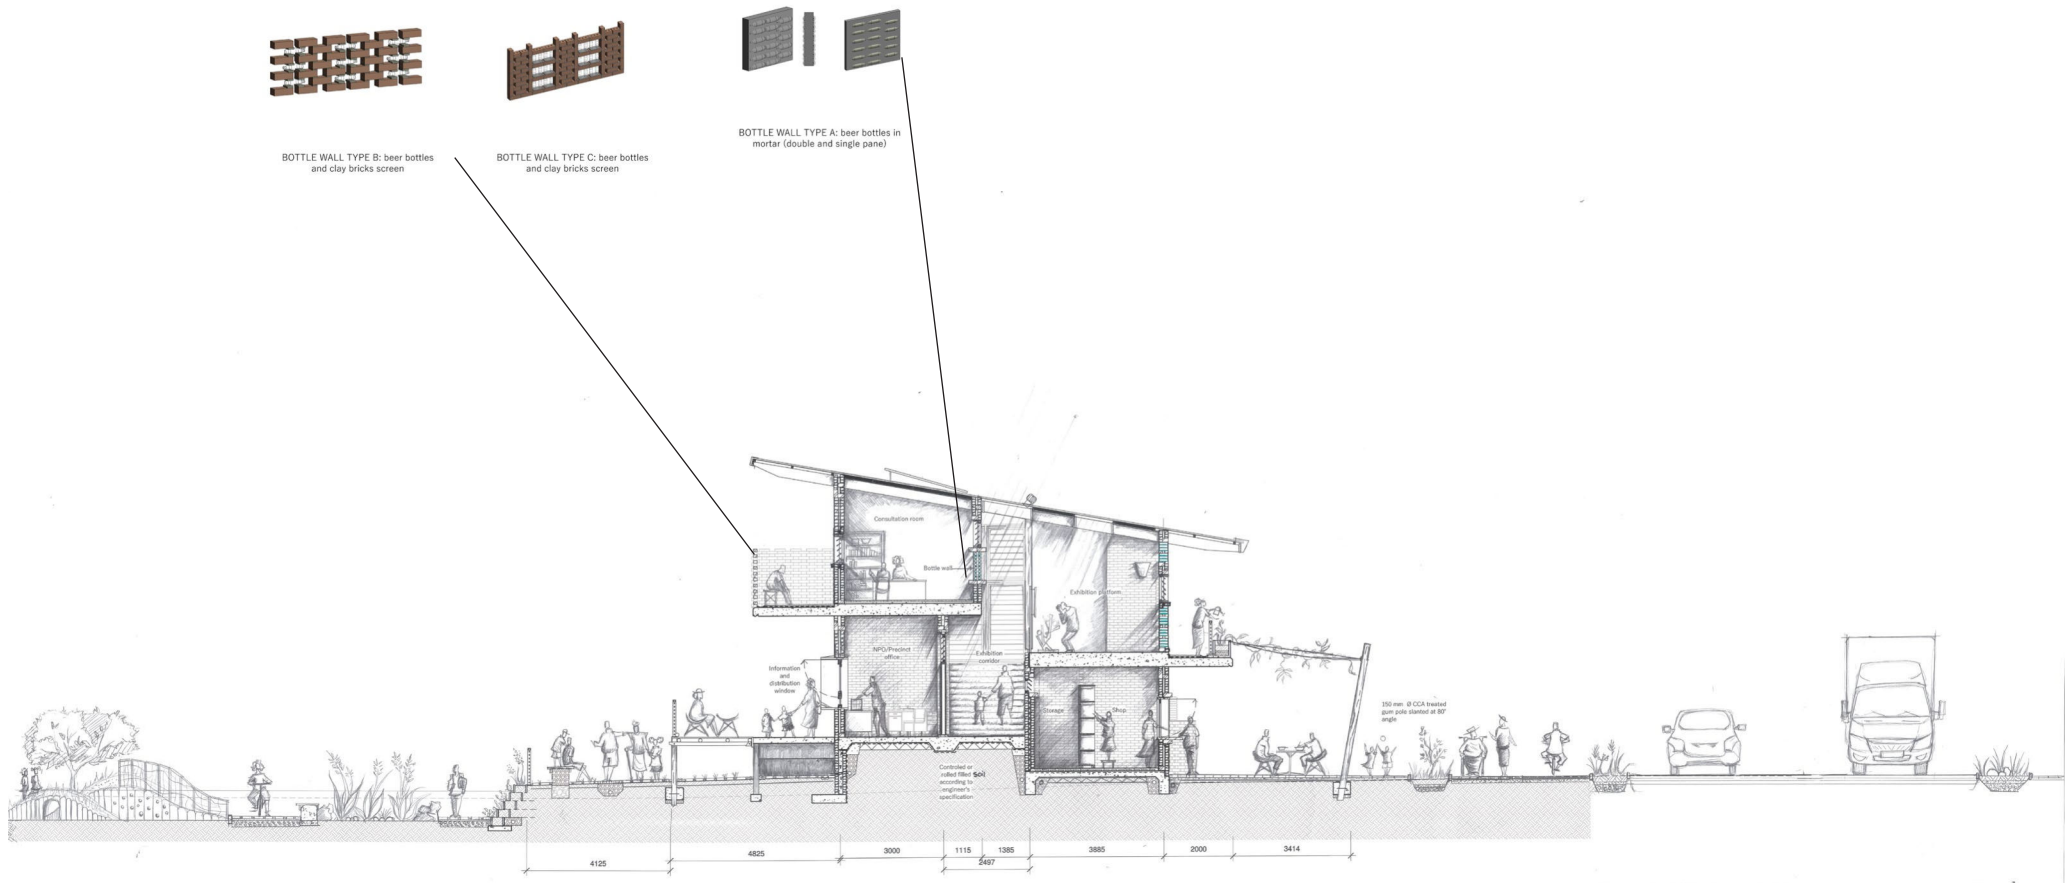 BOTTLE WALL TYPE B: beer bottles
and clay bricks screen
BOTTLE WALL TYPE C: beer bottles
and clay bricks screen
BOTTLE WALL TYPE A: beer bottles in
mortar (double and single pane)
Consultation room
Bottle wall
Exhibition platform
NPO/Precinct
office
Exhibition
corridor
Information
and
distribution
window
Storage
Shop
150 mm Ø CCA treated
gum pole slanted at 80°
angle
Controled or
rolled filled soil
according to
engineer's
specification
4125
4825
3000
1115
1385
2497
3885
2000
3414